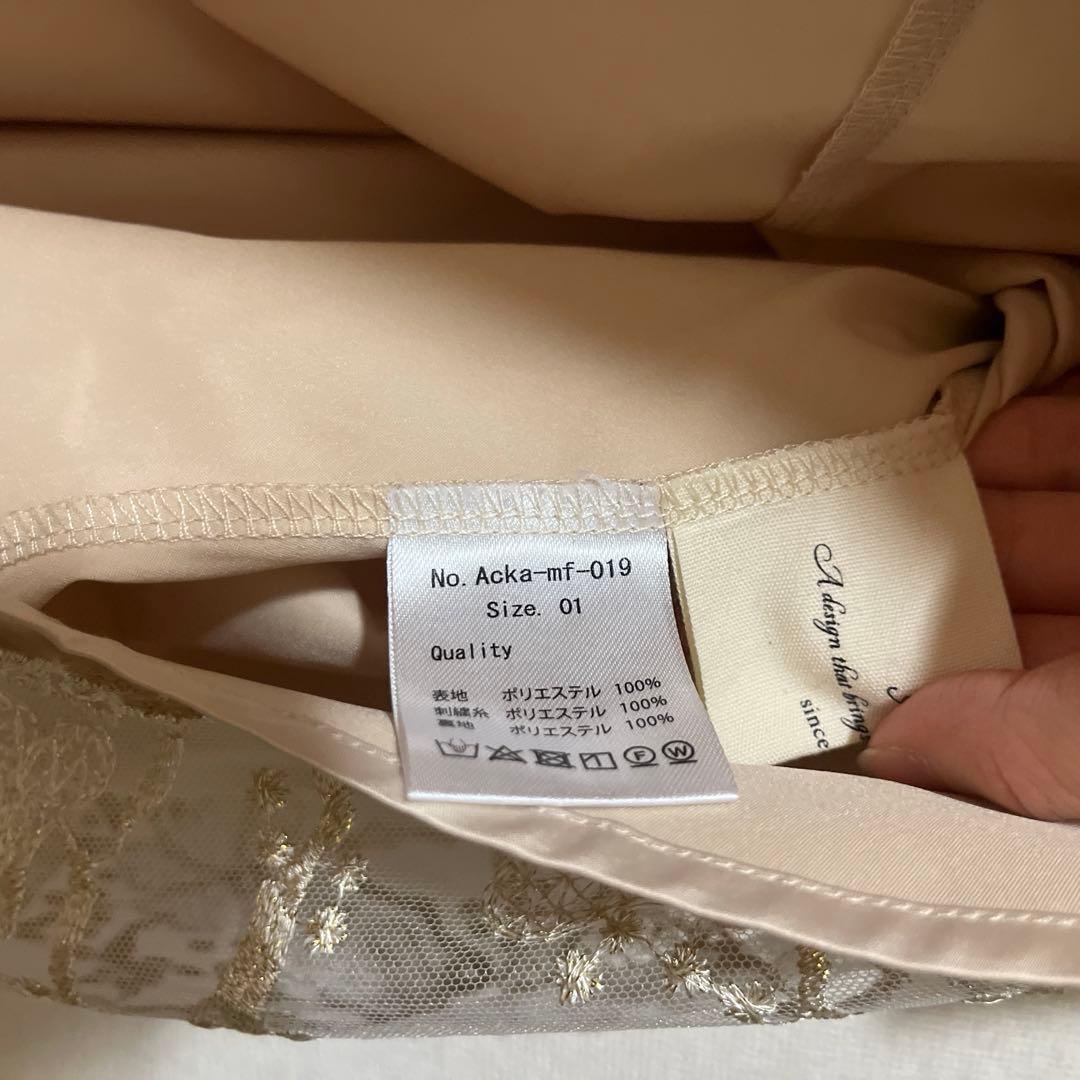 No. Acka-mf-019
Size. 01
Quality
表地 ポリエステル 100%
刺繍糸 ポリエステル 100%
裏地 ポリエステル 100%
F W
A design that brings
since